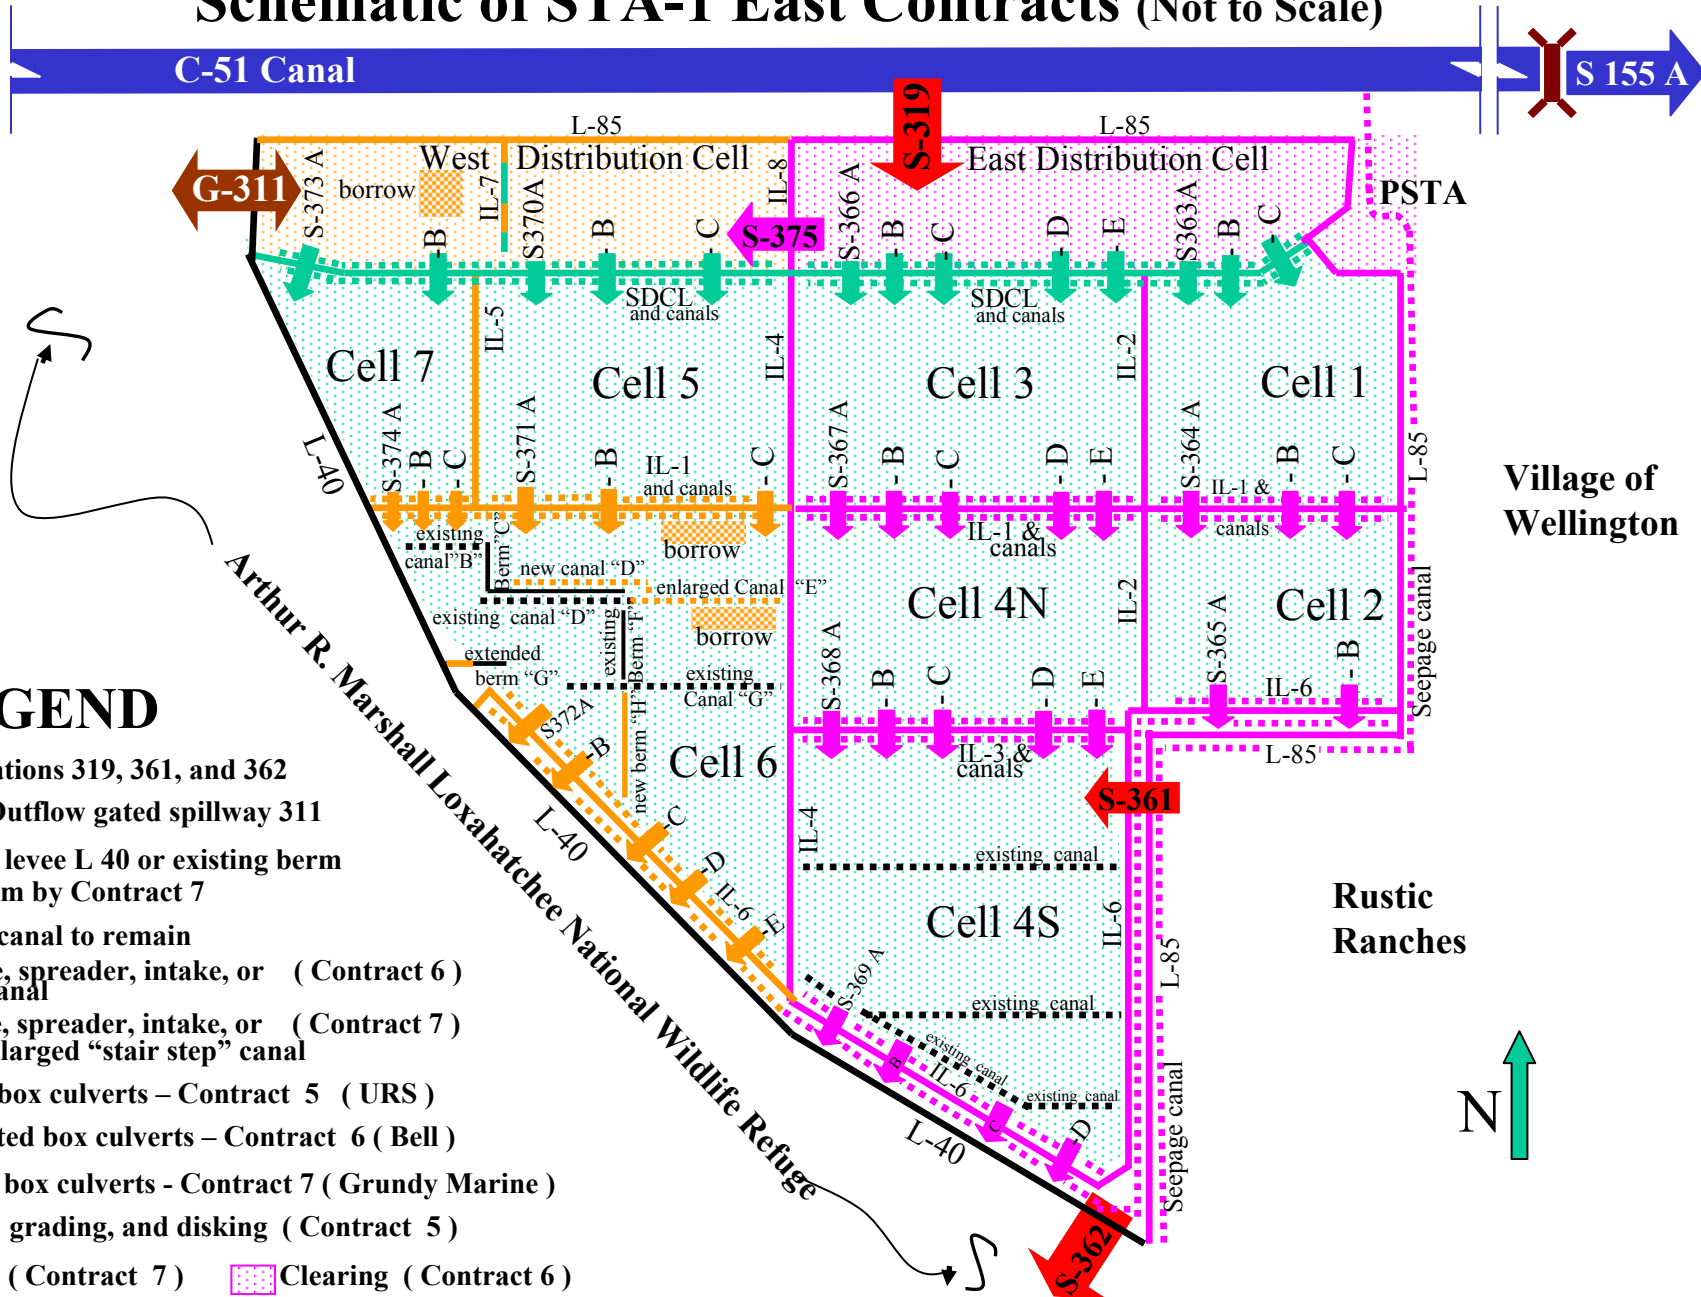 Schematic of STA-1 East Contracts (Not to Scale)
C-51 Canal
S 155 A
S-319
L-85
L-85
West Distribution Cell
East Distribution Cell
G-311
S-373 A
borrow
IL-7
S370A
IL-8
S-366 A
S363A
PSTA
-B
- B
- C
S-375
- B
- C
- D
- E
- B
- C
SDCL
and canals
SDCL
and canals
IL-5
IL-4
IL-2
Cell 7
Cell 5
Cell 3
Cell 1
L-40
S-374 A
- B
- C
S-371 A
- B
IL-1
and canals
- C
S-367 A
- B
- C
- D
- E
S-364 A
IL-1 &
canals
- B
- C
L-85
Village of
Wellington
existing
canal"B"
Berm"C"
borrow
IL-1 &
canals
new canal “D”
enlarged Canal “E”
existing canal “D”
existing
Berm “F”
borrow
Cell 4N
IL-2
Cell 2
Seepage canal
S-365 A
- B
IL-6
extended
berm “G”
existing
Canal “G”
S-368 A
- B
- C
- D
- E
Arthur R. Marshall Loxahatchee National Wildlife Refuge
S372A
-B
-C
-D
IL-6
-E
new berm “H”
Cell 6
IL-3 &
canals
L-85
S-361
L-40
IL-4
existing canal
Cell 4S
IL-6
L-85
Rustic
Ranches
S-369 A
existing canal
existing canal
B
IL-6
C
existing canal
-D
L-40
Seepage canal
S-362
N
GEND
ations 319, 361, and 362
Outflow gated spillway 311
levee L 40 or existing berm
m by Contract 7
canal to remain
e, spreader, intake, or ( Contract 6 )
anal
e, spreader, intake, or ( Contract 7 )
larged “stair step” canal
box culverts – Contract 5 ( URS )
ted box culverts – Contract 6 ( Bell )
box culverts - Contract 7 ( Grundy Marine )
grading, and disking ( Contract 5 )
( Contract 7 ) Clearing ( Contract 6 )